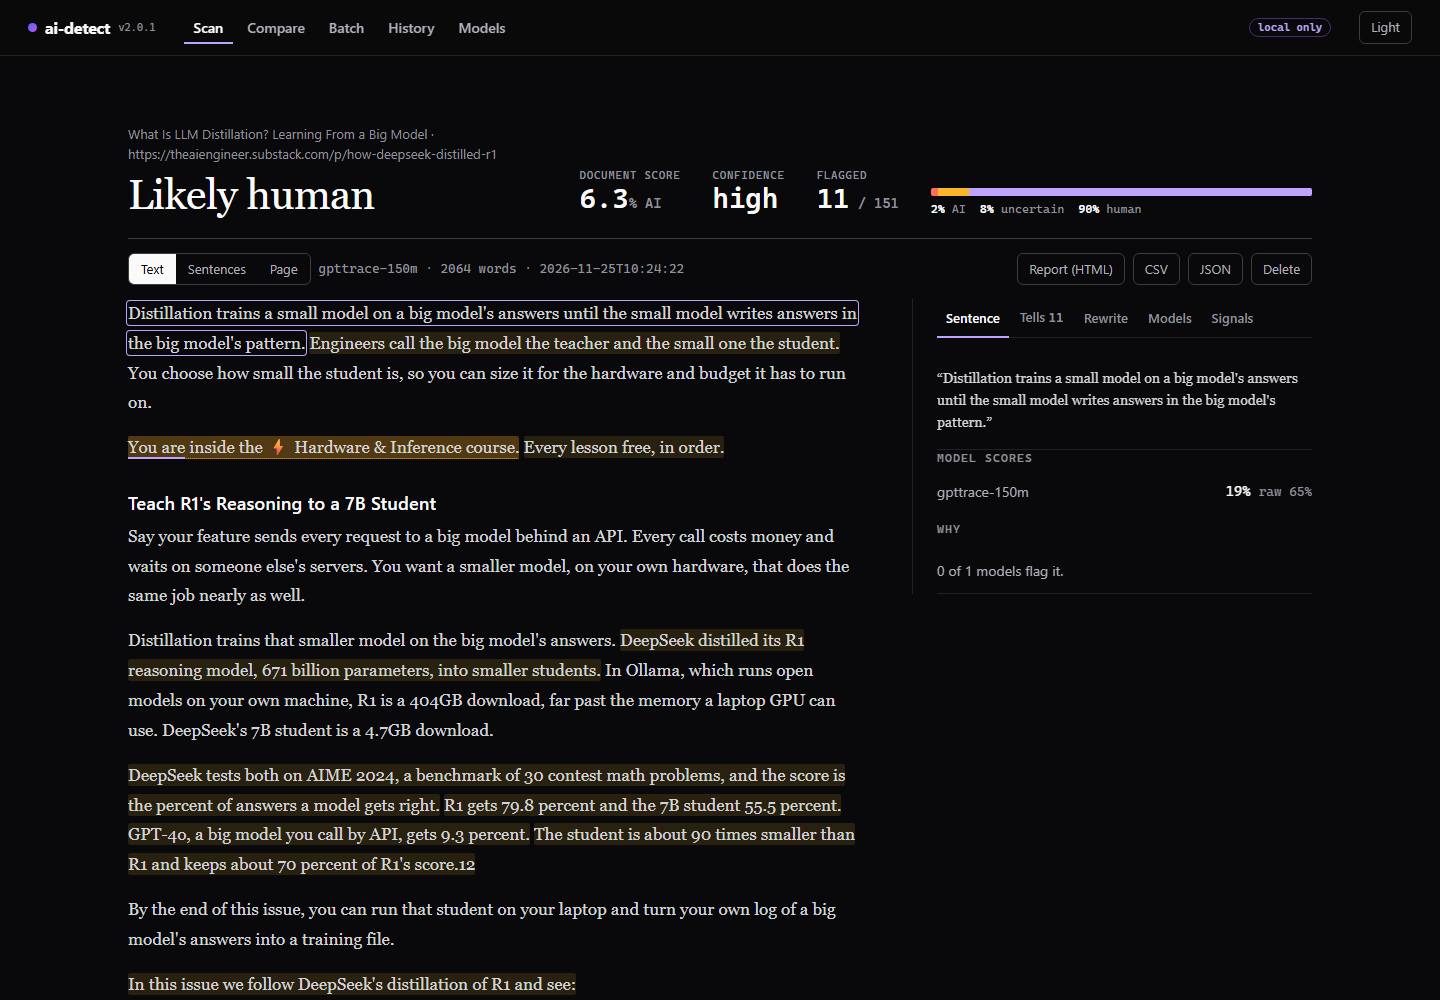 ai-detect v2.0.1 Scan Compare Batch History Models local only Light
What Is LLM Distillation? Learning From a Big Model ·
https://theaiengineer.substack.com/p/how-deepseek-distilled-r1
Likely human
DOCUMENT SCORE
6.3% AI
CONFIDENCE
high
FLAGGED
11 / 151
2% AI 8% uncertain 90% human
Text Sentences Page gpttrace-150m · 2064 words · 2026-11-25T10:24:22
Report (HTML) CSV JSON Delete
Distillation trains a small model on a big model's answers until the small model writes answers in
the big model's pattern. Engineers call the big model the teacher and the small one the student.
You choose how small the student is, so you can size it for the hardware and budget it has to run
on.
You are inside the ⚡ Hardware & Inference course. Every lesson free, in order.
Teach R1's Reasoning to a 7B Student
Say your feature sends every request to a big model behind an API. Every call costs money and
waits on someone else's servers. You want a smaller model, on your own hardware, that does the
same job nearly as well.
Distillation trains that smaller model on the big model's answers. DeepSeek distilled its R1
reasoning model, 671 billion parameters, into smaller students. In Ollama, which runs open
models on your own machine, R1 is a 404GB download, far past the memory a laptop GPU can
use. DeepSeek's 7B student is a 4.7GB download.
DeepSeek tests both on AIME 2024, a benchmark of 30 contest math problems, and the score is
the percent of answers a model gets right. R1 gets 79.8 percent and the 7B student 55.5 percent.
GPT-4o, a big model you call by API, gets 9.3 percent. The student is about 90 times smaller than
R1 and keeps about 70 percent of R1's score.12
By the end of this issue, you can run that student on your laptop and turn your own log of a big
model's answers into a training file.
In this issue we follow DeepSeek's distillation of R1 and see:
Sentence Tells 11 Rewrite Models Signals
“Distillation trains a small model on a big model's answers
until the small model writes answers in the big model's
pattern.”
MODEL SCORES
gpttrace-150m 19% raw 65%
WHY
0 of 1 models flag it.